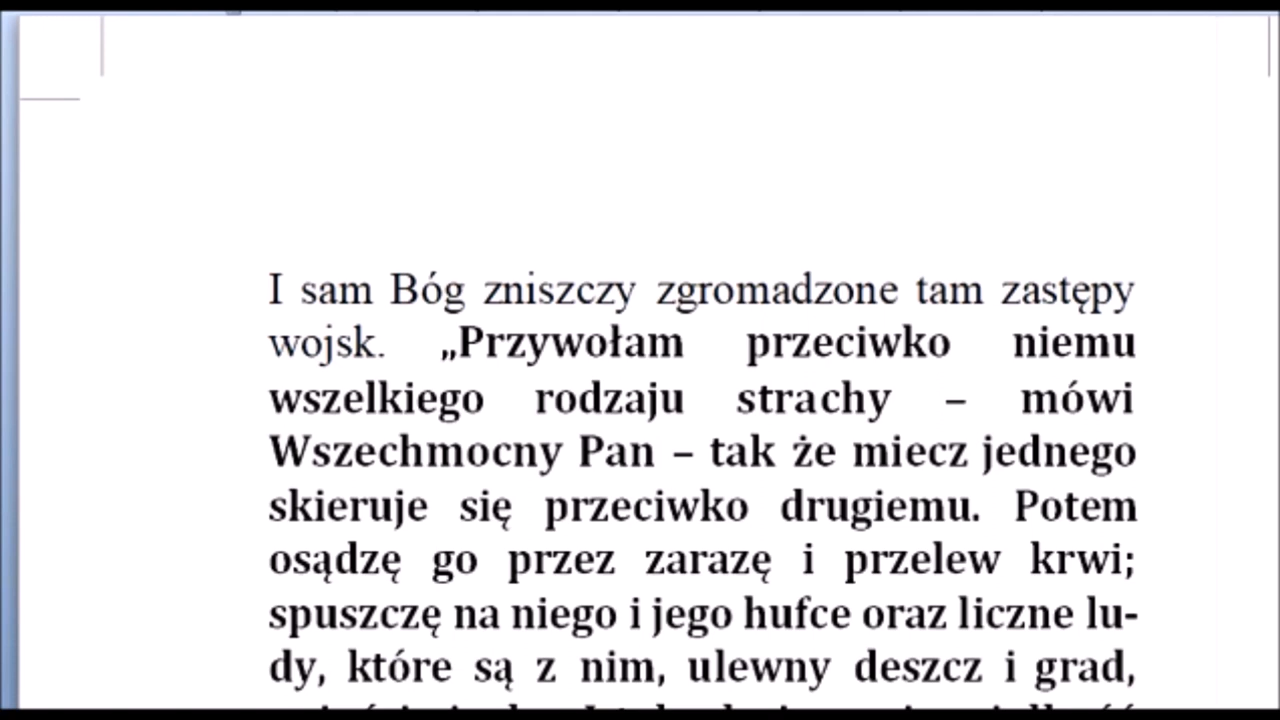 I sam Bóg zniszczy zgromadzone tam zastępy
wojsk. „Przywołam przeciwko niemu
wszelkiego rodzaju strachy – mówi
Wszechmocny Pan – tak że miecz jednego
skieruje się przeciwko drugiemu. Potem
osądzę go przez zarazę i przelew krwi;
spuszczę na niego i jego hufce oraz liczne lu-
dy, które są z nim, ulewny deszcz i grad,